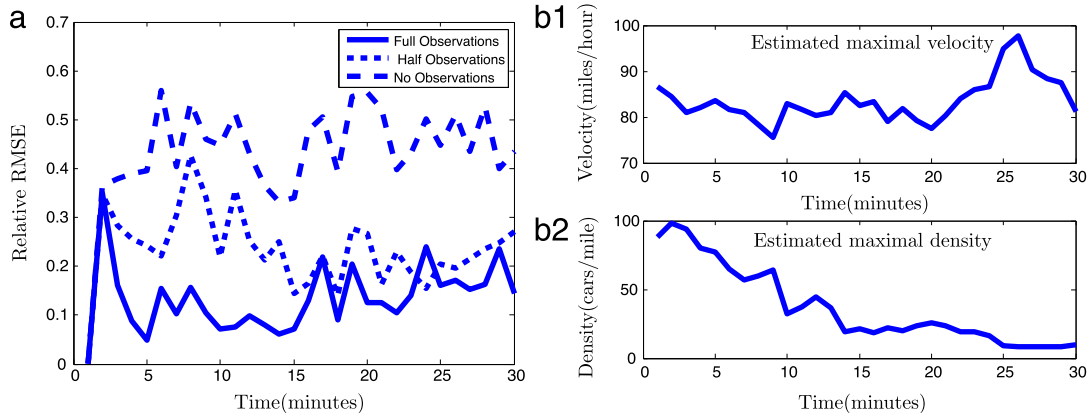 a
0.7
0.6
0.5
0.4
0.3
0.2
0.1
0
Relative RMSE
Full Observations
Half Observations
No Observations
0 5 10 15 20 25 30
Time(minutes)
b1
100
90
80
70
Velocity(miles/hour)
Estimated maximal velocity
0 5 10 15 20 25 30
Time(minutes)
b2
100
50
0
Density(cars/mile)
Estimated maximal density
0 5 10 15 20 25 30
Time(minutes)